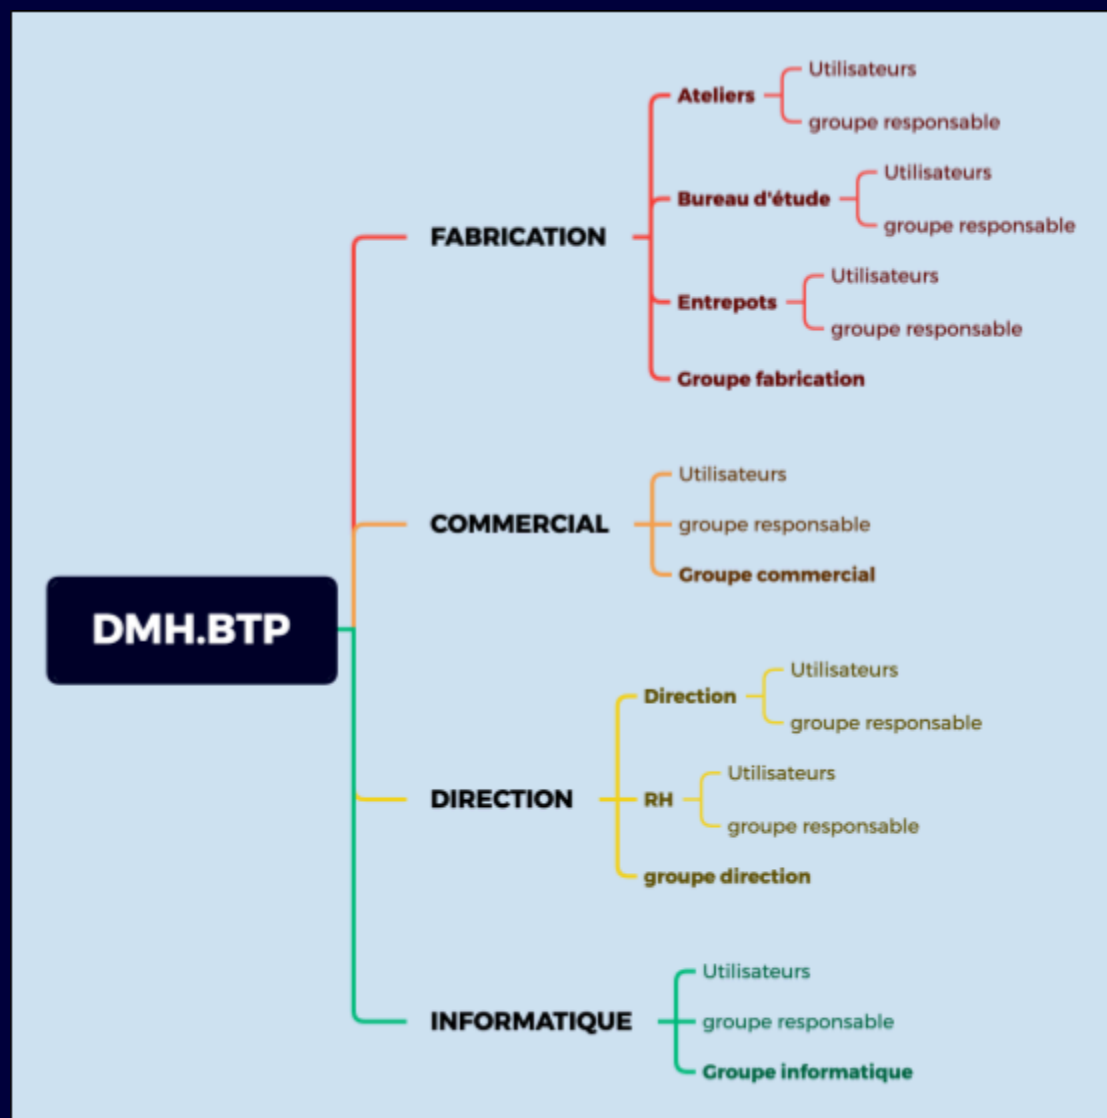 Utilisateurs
Ateliers
groupe responsable
Utilisateurs
Bureau d'étude
groupe responsable
FABRICATION
Utilisateurs
Entrepots
groupe responsable
Groupe fabrication
Utilisateurs
COMMERCIAL
groupe responsable
Groupe commercial
DMH.BTP
Utilisateurs
Direction
groupe responsable
Utilisateurs
DIRECTION
RH
groupe responsable
groupe direction
Utilisateurs
INFORMATIQUE
groupe responsable
Groupe informatique